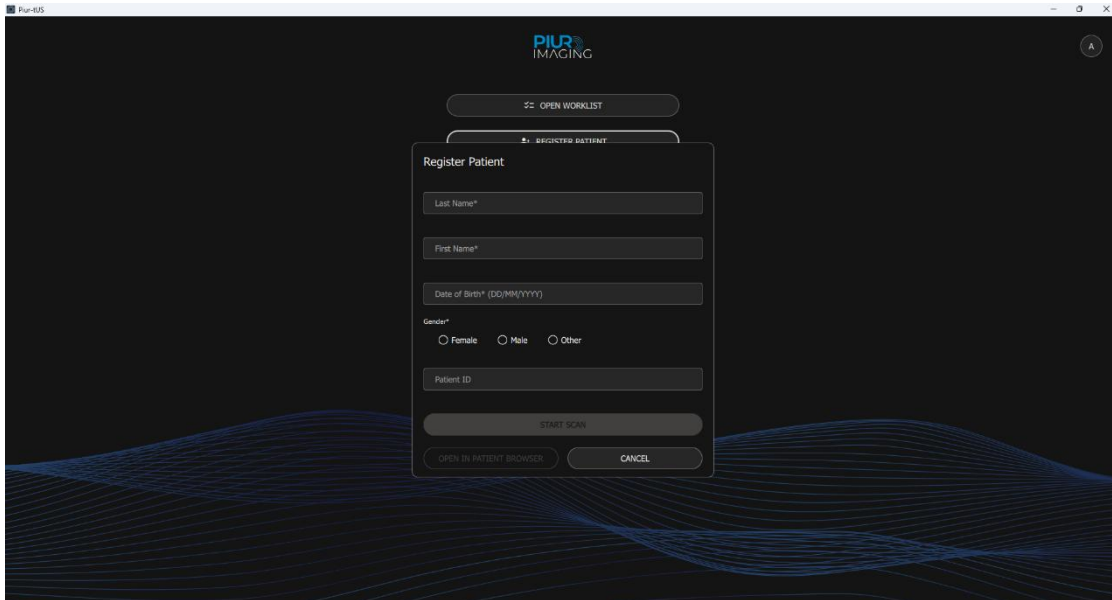 Piur-tUS
PIUR
IMAGING
A
OPEN WORKLIST
REGISTER PATIENT
Register Patient
Last Name*
First Name*
Date of Birth* (DD/MM/YYYY)
Gender*
Female Male Other
Patient ID
START SCAN
OPEN IN PATIENT BROWSER CANCEL